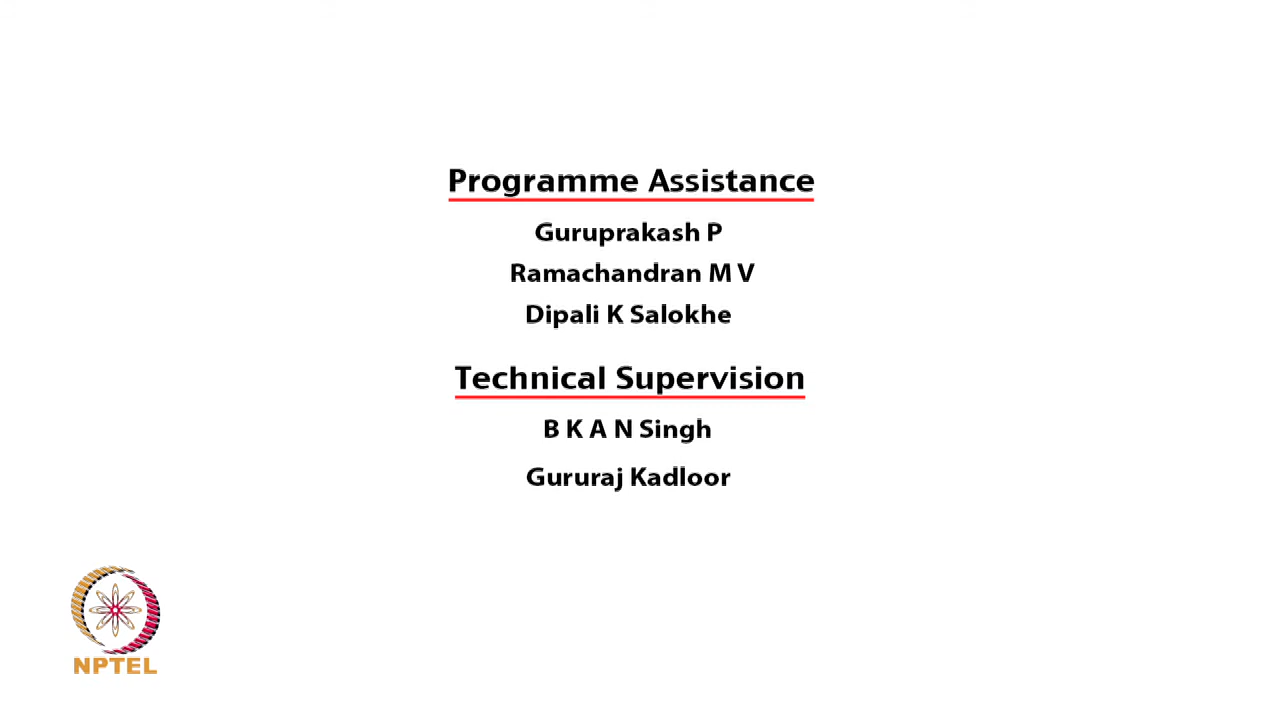 Programme Assistance
Guruprakash P
Ramachandran M V
Dipali K Salokhe
Technical Supervision
B K A N Singh
Gururaj Kadloor
NPTEL